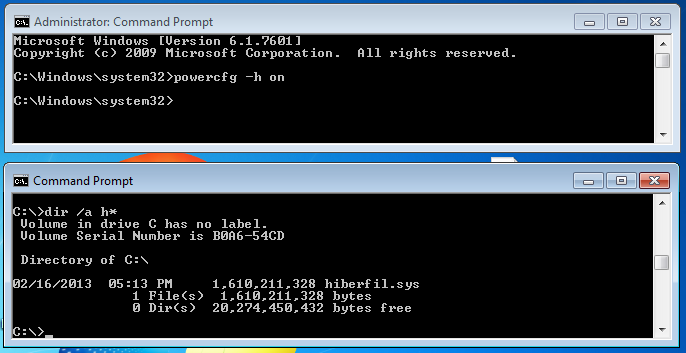 Administrator: Command Prompt
Microsoft Windows [Version 6.1.7601]
Copyright (c) 2009 Microsoft Corporation.  All rights reserved.
C:\Windows\system32>powercfg -h on
C:\Windows\system32>
Command Prompt
C:\>dir /a h*
 Volume in drive C has no label.
 Volume Serial Number is B0A6-54CD
 Directory of C:\
02/16/2013  05:13 PM     1,610,211,328 hiberfil.sys
               1 File(s)  1,610,211,328 bytes
               0 Dir(s)  20,274,450,432 bytes free
C:\>_